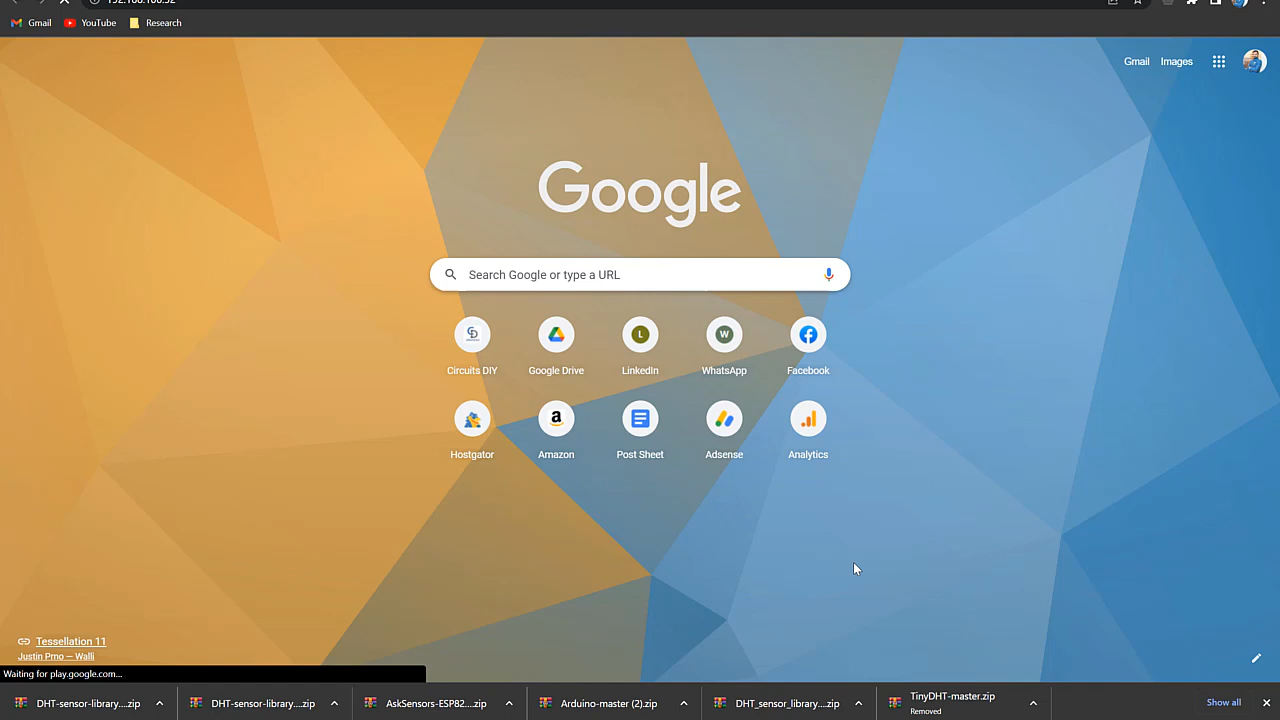 Gmail YouTube Research
Gmail Images
Google
Search Google or type a URL
Circuits DIY Google Drive LinkedIn WhatsApp Facebook
Hostgator Amazon Post Sheet Adsense Analytics
Tessellation 11
Justin Prno — Walli
Waiting for play.google.com...
DHT-sensor-library....zip DHT-sensor-library....zip AskSensors-ESP82....zip Arduino-master (2).zip DHT_sensor_library....zip TinyDHT-master.zip Show all
Removed